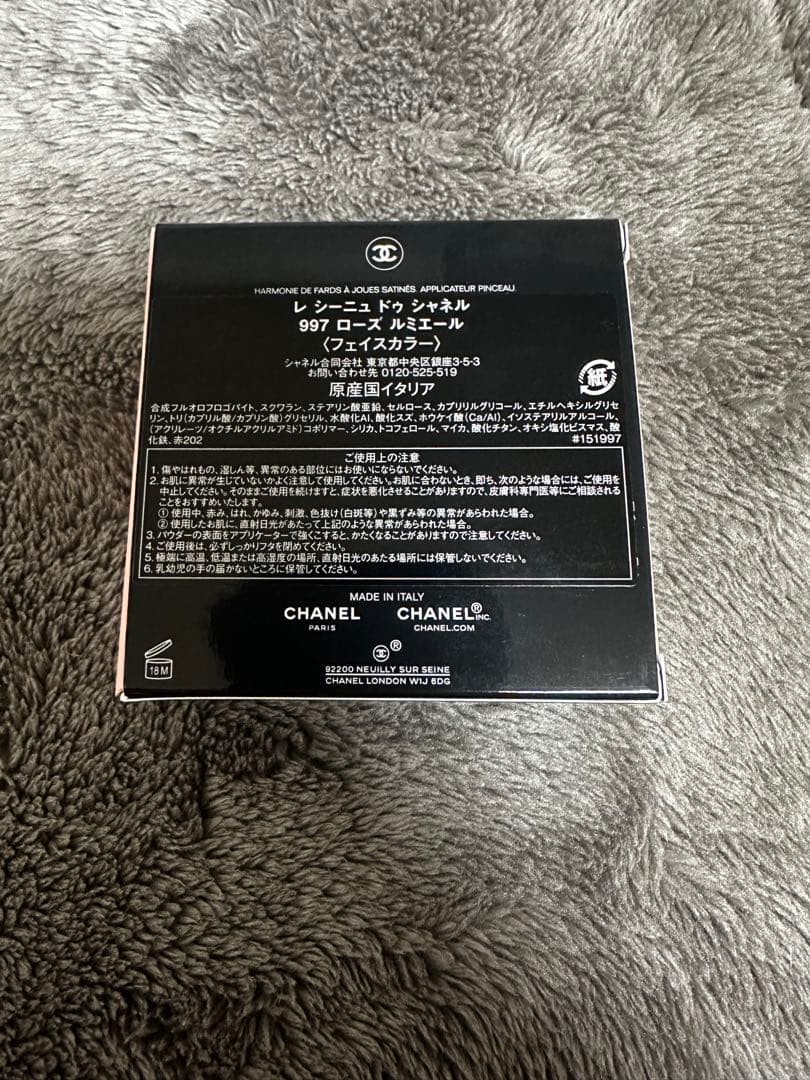 HARMONIE DE FARDS À JOUES SATINÉS. APPLICATEUR PINCEAU.
レ シーニュ ドゥ シャネル
997 ローズ ルミエール
〈フェイスカラー〉
シャネル合同会社 東京都中央区銀座3-5-3
お問い合わせ先 0120-525-519
原産国イタリア
紙
合成フルオロフロゴパイト、スクワラン、ステアリン酸亜鉛、セルロース、カプリリルグリコール、エチルヘキシルグリセ
リン、トリ(カプリル酸/カプリン酸)グリセリル、水酸化Al、酸化スズ、ホウケイ酸(Ca/Al)、イソステアリルアルコール、
(アクリレーツ/オクチルアクリルアミド)コポリマー、シリカ、トコフェロール、マイカ、酸化チタン、オキシ塩化ビスマス、酸
化鉄、赤202 #151997
ご使用上の注意
1. 傷やはれもの、湿しん等、異常のある部位にはお使いにならないでください。
2. お肌に異常が生じていないかよく注意して使用してください。お肌に合わないとき、即ち、次のような場合には、ご使用を
中止してください。そのままご使用を続けますと、症状を悪化させることがありますので、皮膚科専門医等にご相談される
ことをおすすめいたします。
① 使用中、赤み、はれ、かゆみ、刺激、色抜け(白斑等)や黒ずみ等の異常があらわれた場合。
② 使用したお肌に、直射日光があたって上記のような異常があらわれた場合。
3. パウダーの表面をアプリケーターで強くこすると、かたくなることがありますので注意してください。
4. ご使用後は、必ずしっかりフタを閉めてください。
5. 極端に高温、低温または高湿度の場所、直射日光のあたる場所には保管しないでください。
6. 乳幼児の手の届かないところに保管してください。
MADE IN ITALY
CHANEL CHANEL® INC.
PARIS CHANEL.COM
®
18 M
92200 NEUILLY SUR SEINE
CHANEL LONDON W1J 6DG